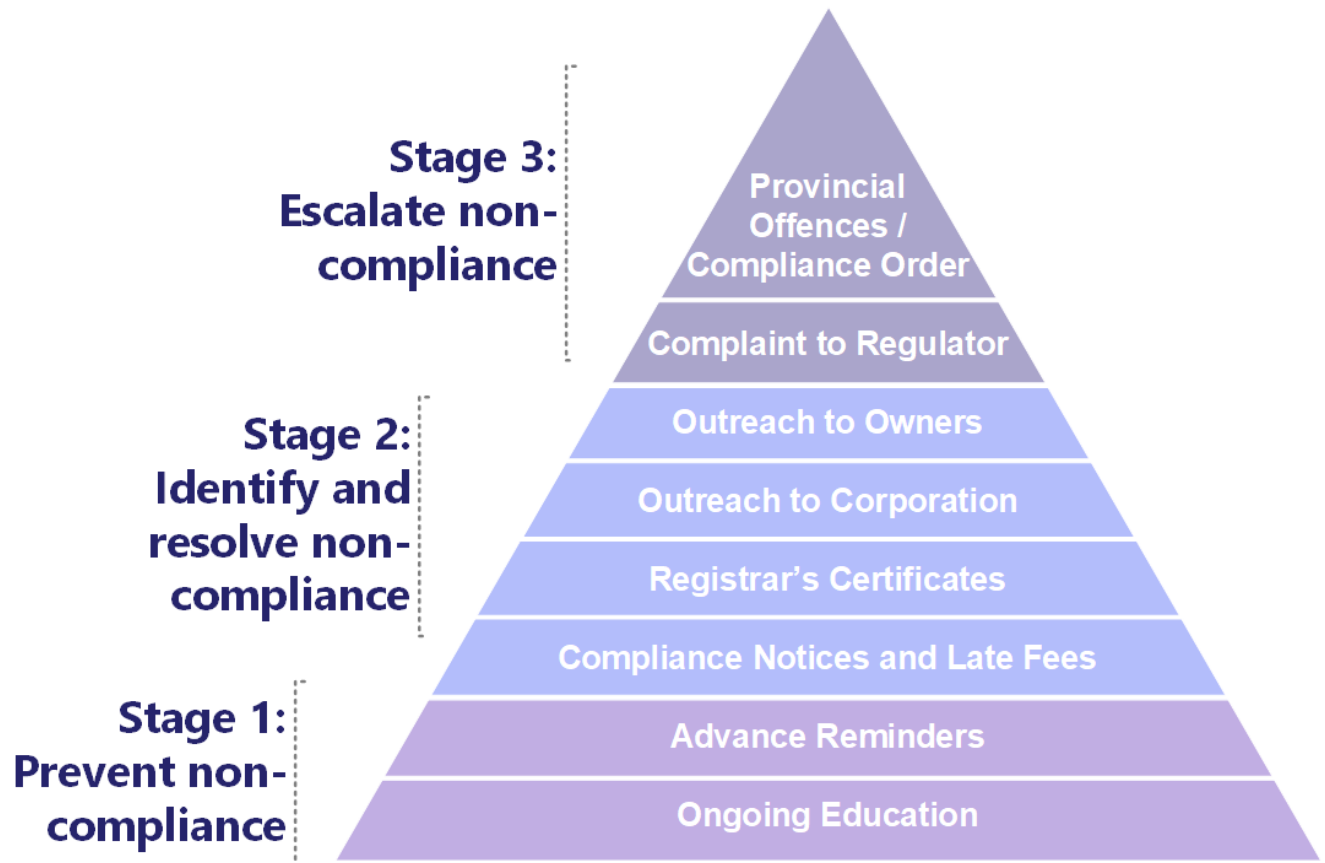 Stage 3:
Escalate non-
compliance
Provincial
Offences /
Compliance Order
Complaint to Regulator
Stage 2:
Identify and
resolve non-
compliance
Outreach to Owners
Outreach to Corporation
Registrar’s Certificates
Compliance Notices and Late Fees
Stage 1:
Prevent non-
compliance
Advance Reminders
Ongoing Education